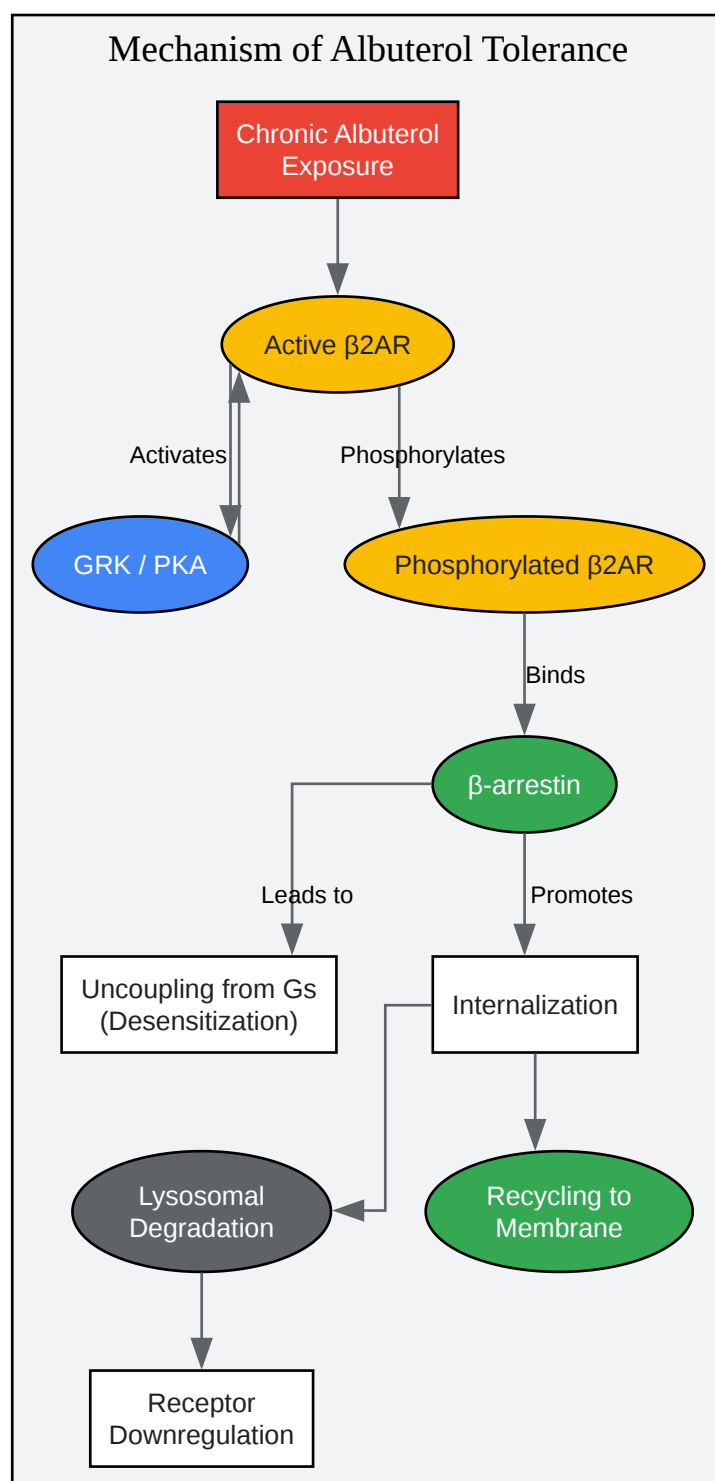 Mechanism of Albuterol Tolerance
Chronic Albuterol
Exposure
Active β2AR
Activates
Phosphorylates
GRK / PKA
Phosphorylated β2AR
Binds
β-arrestin
Leads to
Promotes
Uncoupling from Gs
(Desensitization)
Internalization
Lysosomal
Degradation
Recycling to
Membrane
Receptor
Downregulation